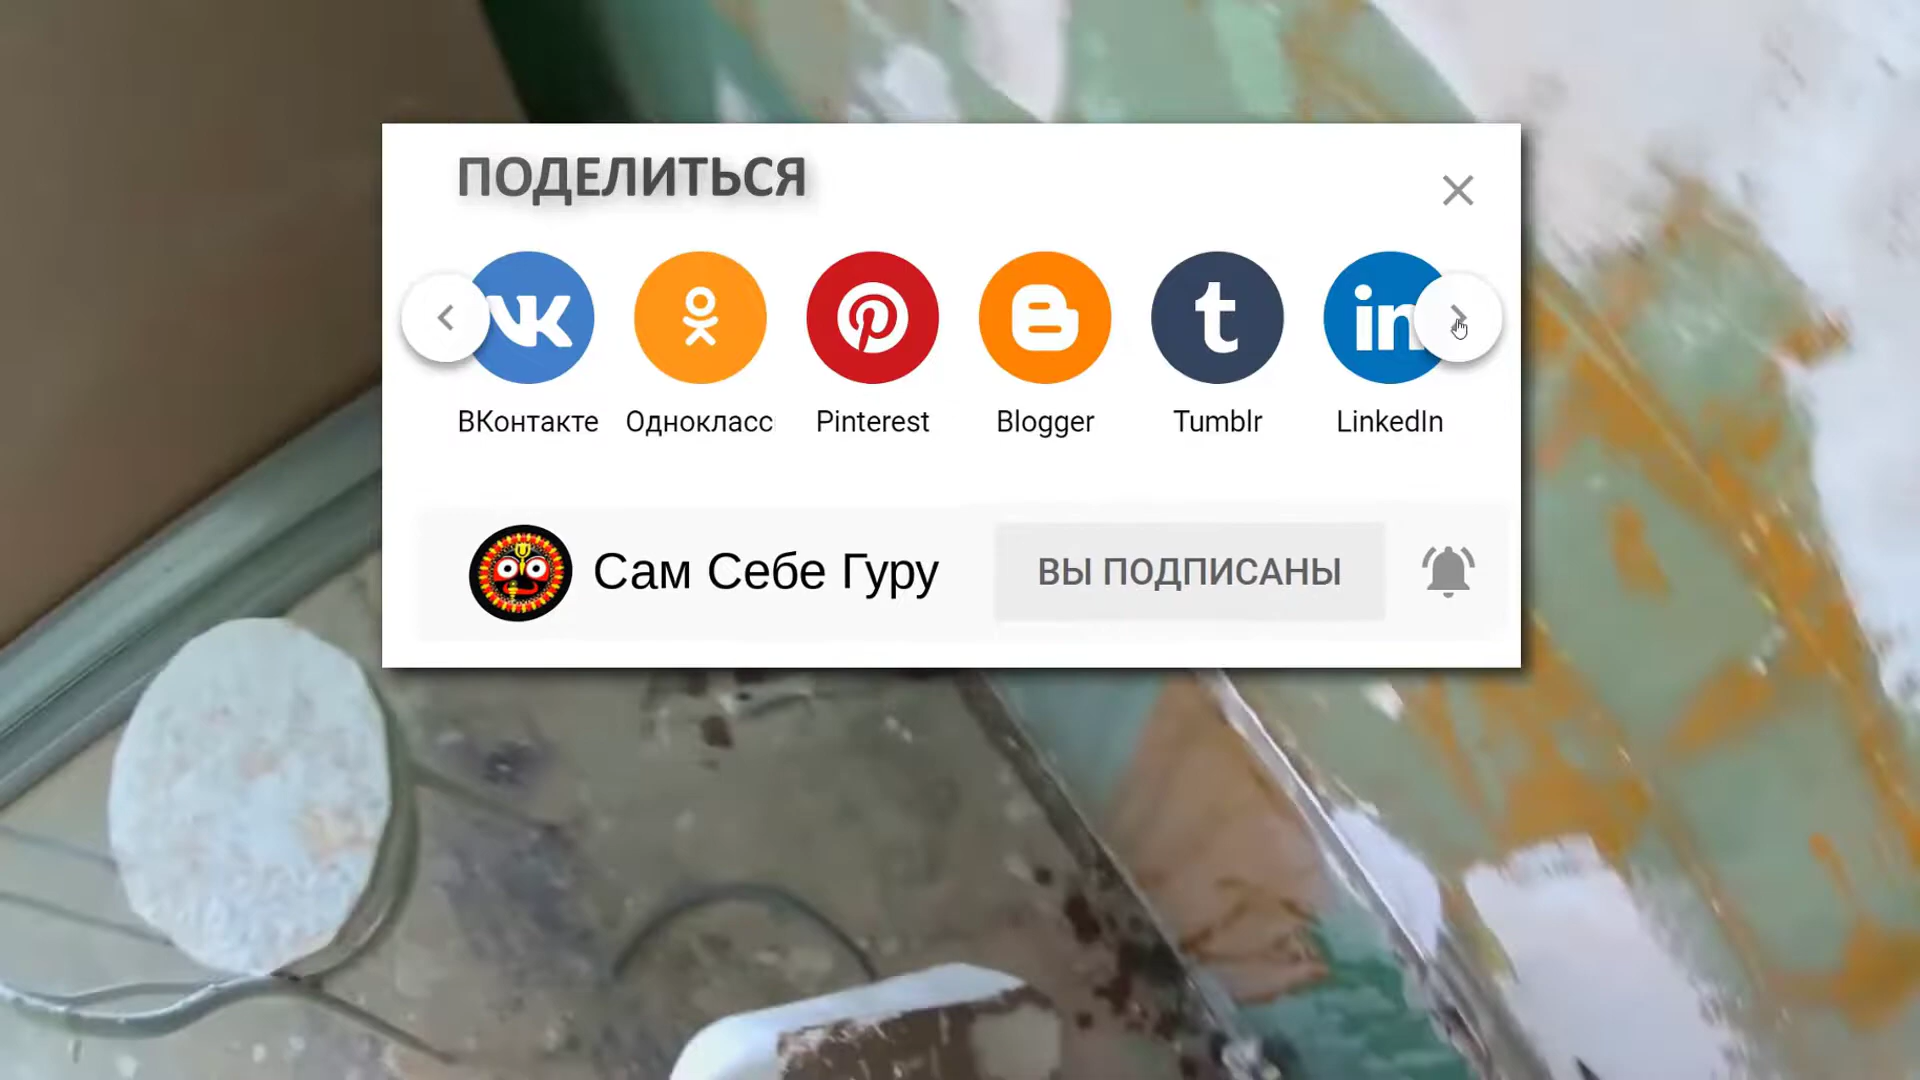 ПОДЕЛИТЬСЯ
ВКонтакте Однокласс Pinterest Blogger Tumblr LinkedIn
Сам Себе Гуру ВЫ ПОДПИСАНЫ